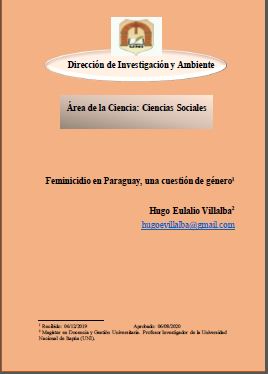 Dirección de Investigación y Ambiente
Área de la Ciencia: Ciencias Sociales
Feminicidio en Paraguay, una cuestión de género¹
Hugo Eulalio Villalba²
hugoevillalba@gmail.com
¹ Recibido: 06/12/2019 Aprobado: 06/08/2020
² Magíster en Docencia y Gestión Universitaria. Profesor Investigador de la Universidad
Nacional de Itapúa (UNI).